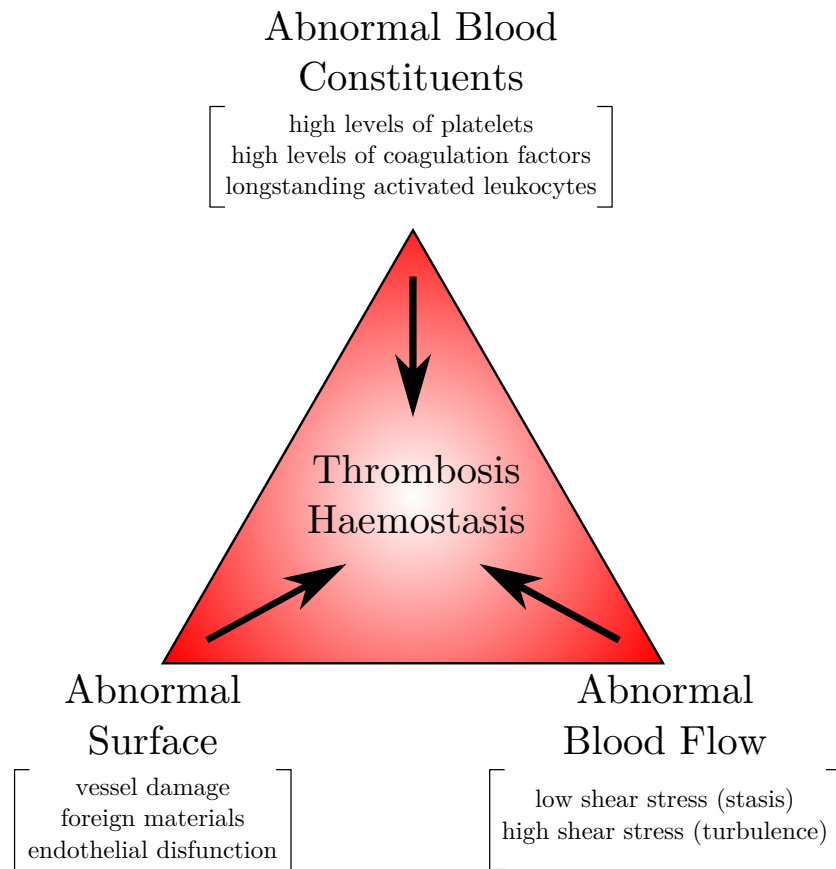 Abnormal Blood
Constituents
high levels of platelets
high levels of coagulation factors
longstanding activated leukocytes
Thrombosis
Haemostasis
Abnormal
Surface
vessel damage
foreign materials
endothelial disfunction
Abnormal
Blood Flow
low shear stress (stasis)
high shear stress (turbulence)